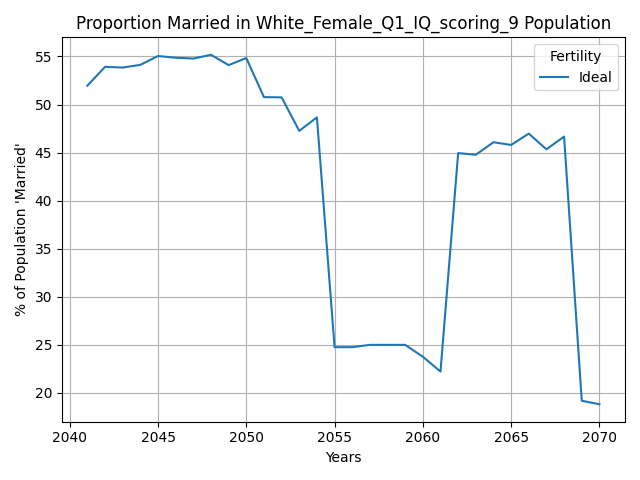 Proportion Married in White_Female_Q1_IQ_scoring_9 Population
Fertility
Ideal
% of Population 'Married'
55
50
45
40
35
30
25
20
2040 2045 2050 2055 2060 2065 2070
Years